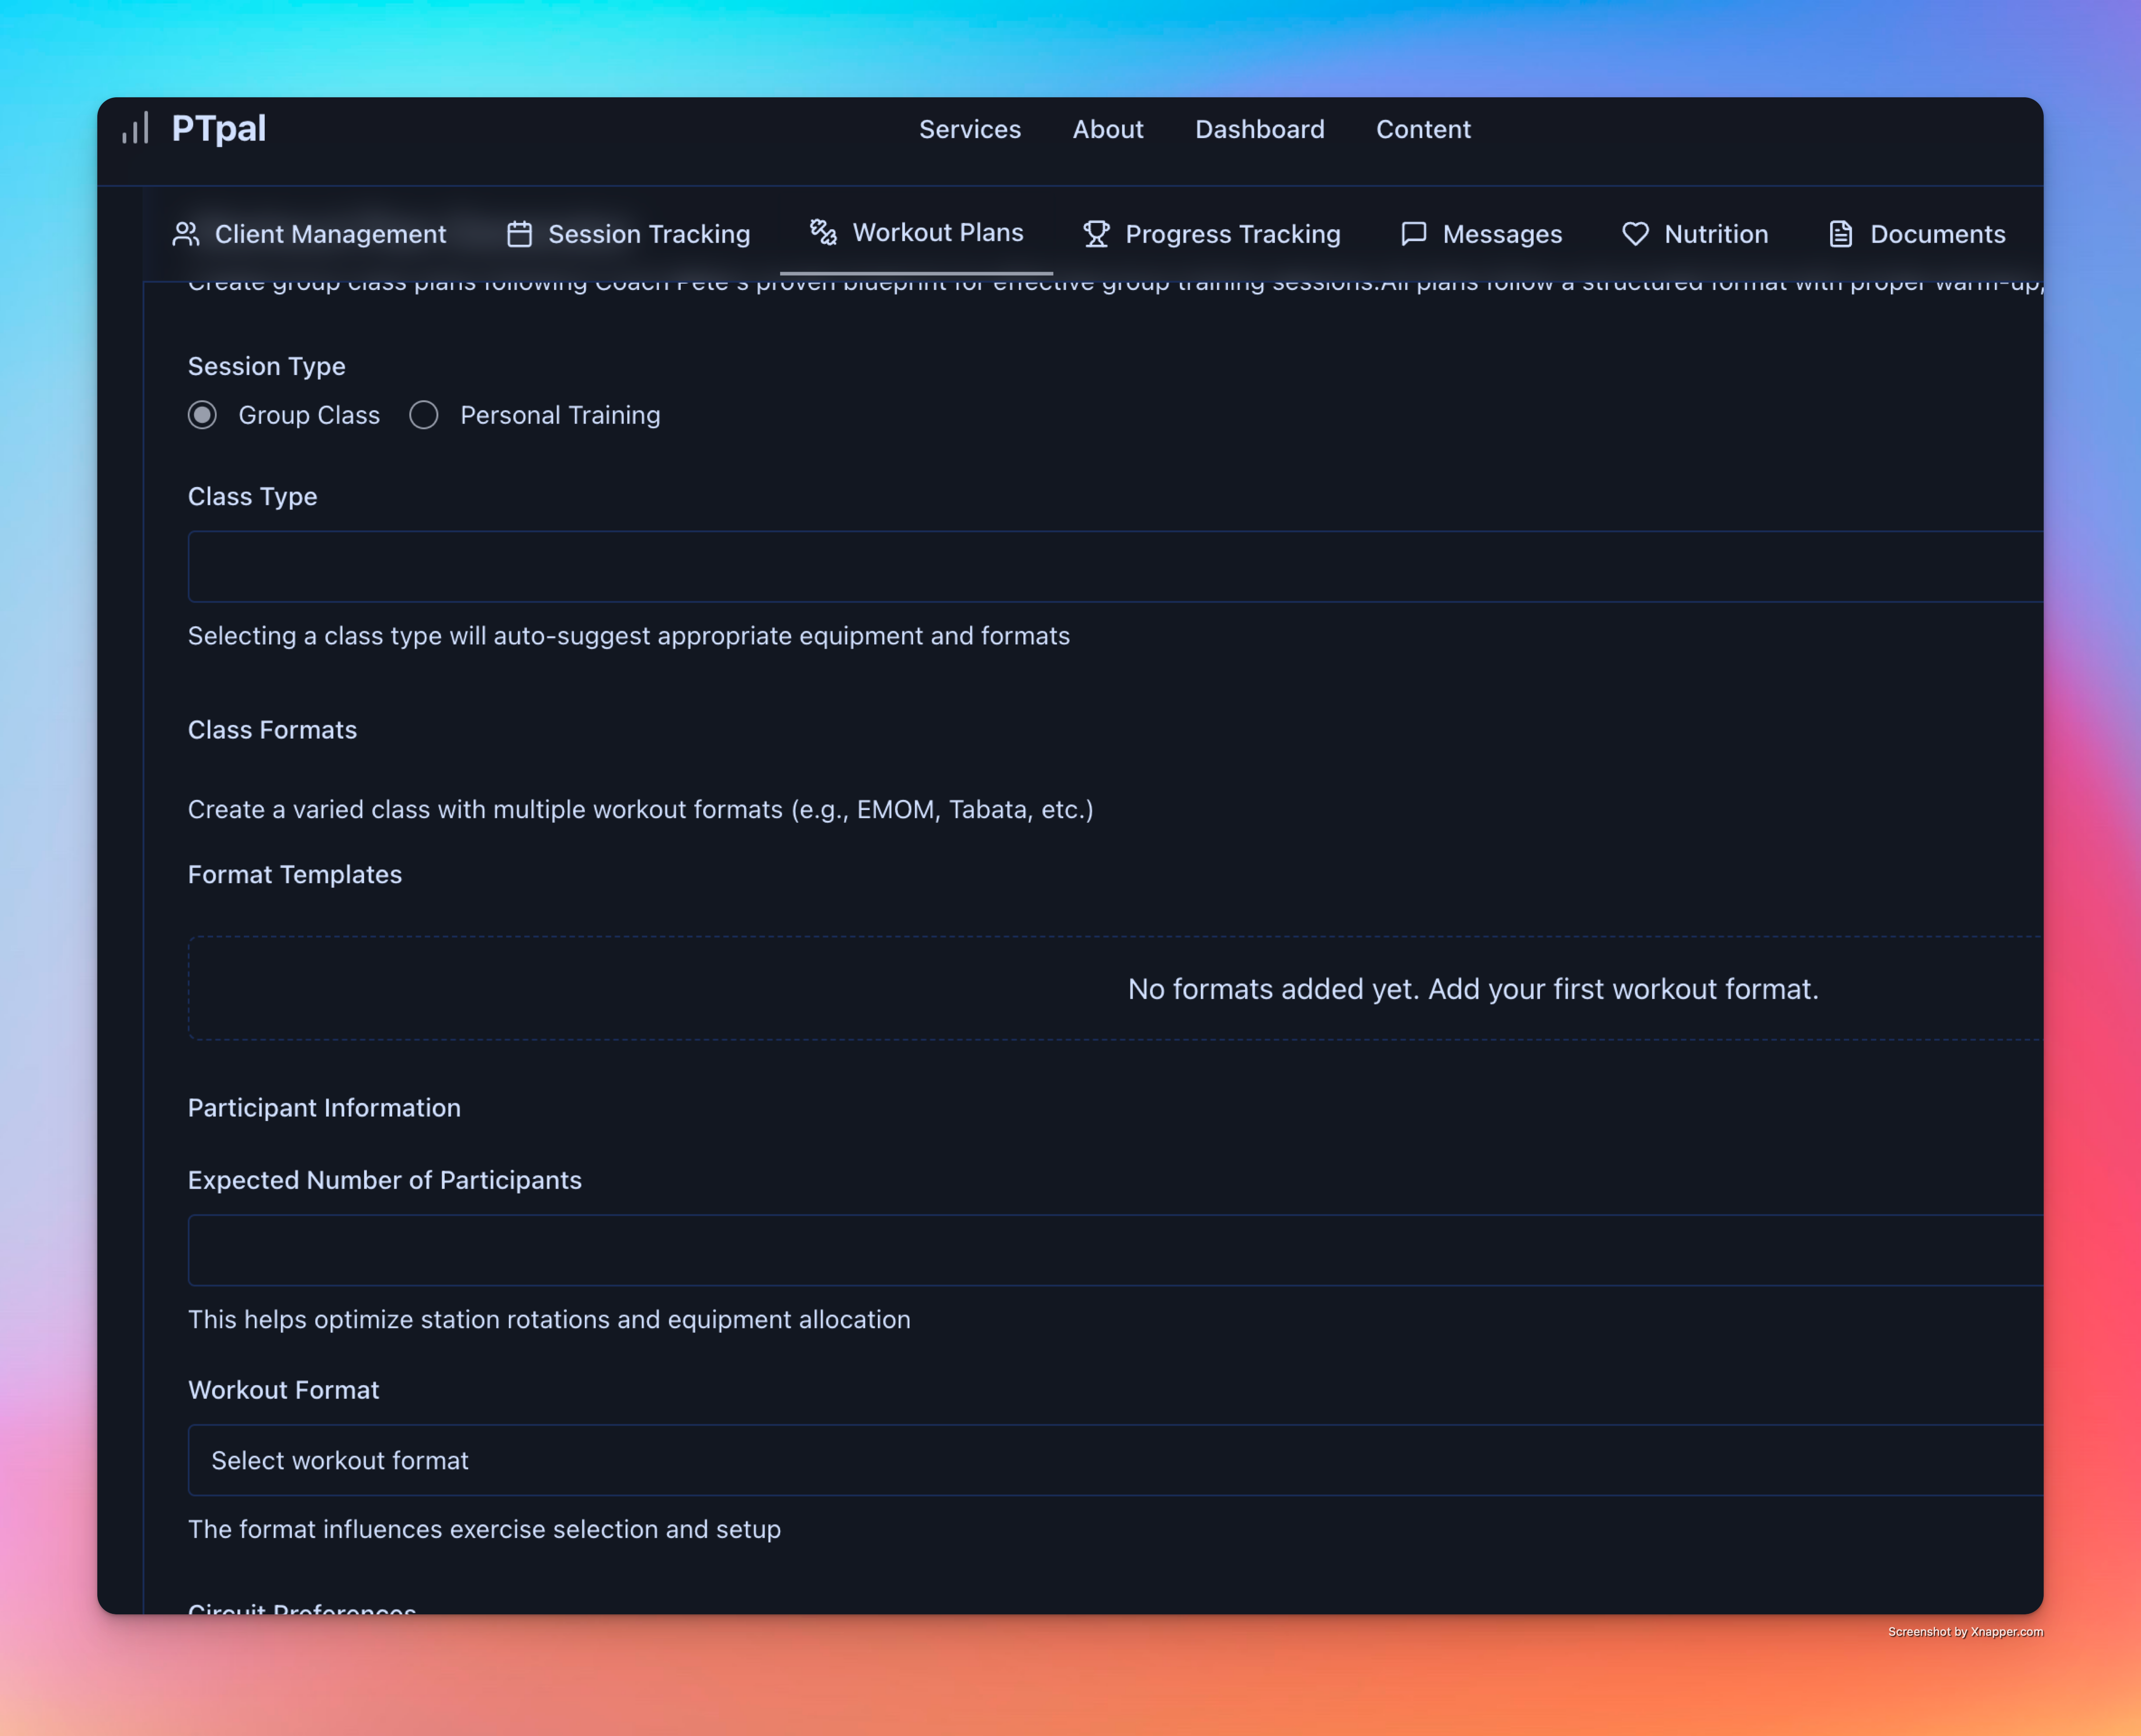 PTpal
Services About Dashboard Content
Client Management Session Tracking Workout Plans Progress Tracking Messages Nutrition Documents
Create group class plans following Coach Pete's proven blueprint for effective group training sessions.All plans follow a structured format with proper warm-up,
Session Type
Group Class Personal Training
Class Type
Selecting a class type will auto-suggest appropriate equipment and formats
Class Formats
Create a varied class with multiple workout formats (e.g., EMOM, Tabata, etc.)
Format Templates
No formats added yet. Add your first workout format.
Participant Information
Expected Number of Participants
This helps optimize station rotations and equipment allocation
Workout Format
Select workout format
The format influences exercise selection and setup
Circuit Preferences
Screenshot by Xnapper.com